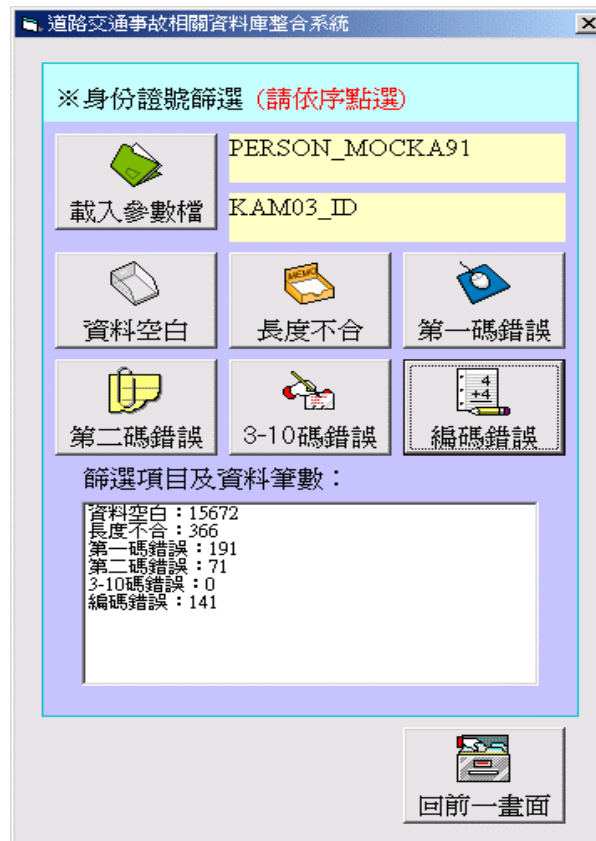 道路交通事故相關資料庫整合系統
※身份證號篩選 (請依序點選)
載入參數檔
PERSON_MOCKA91
KAM03_ID
資料空白
MEMO
長度不合
第一碼錯誤
第二碼錯誤
3-10碼錯誤
4
+4
編碼錯誤
篩選項目及資料筆數：
資料空白：15672
長度不合：366
第一碼錯誤：191
第二碼錯誤：71
3-10碼錯誤：0
編碼錯誤：141
回前一畫面